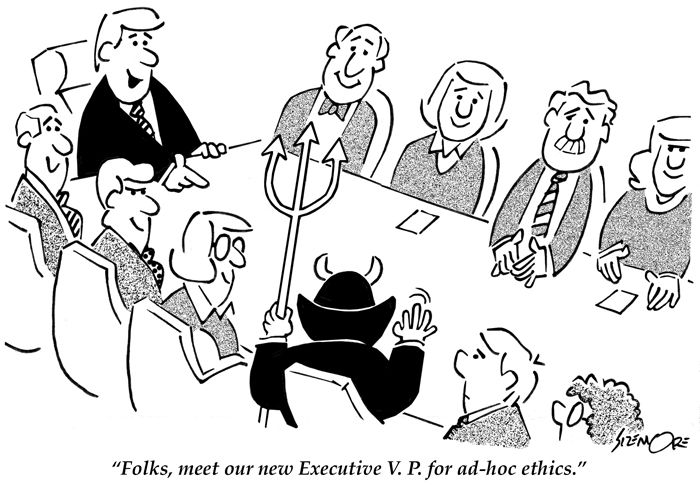 SIZEMORE
“Folks, meet our new Executive V. P. for ad-hoc ethics.”